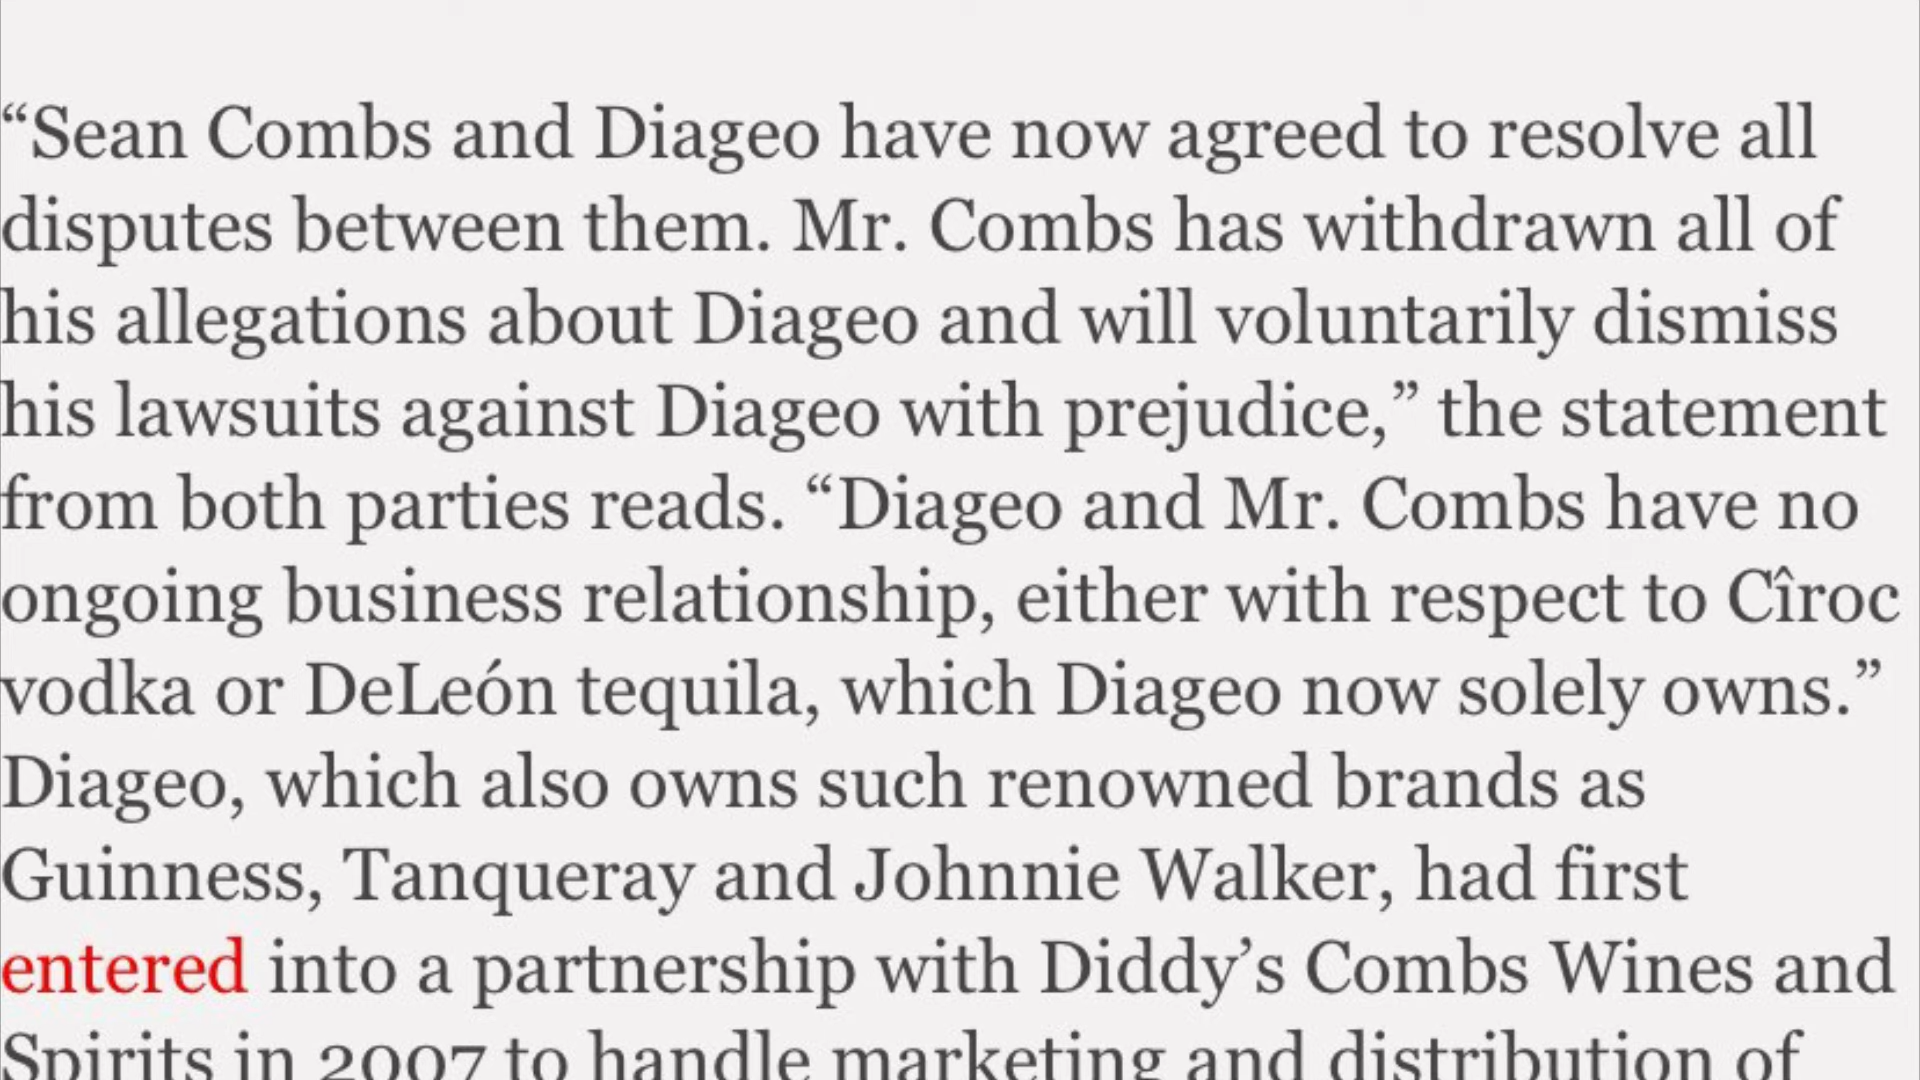 “Sean Combs and Diageo have now agreed to resolve all
disputes between them. Mr. Combs has withdrawn all of
his allegations about Diageo and will voluntarily dismiss
his lawsuits against Diageo with prejudice,” the statement
from both parties reads. “Diageo and Mr. Combs have no
ongoing business relationship, either with respect to Cîroc
vodka or DeLeón tequila, which Diageo now solely owns.”
Diageo, which also owns such renowned brands as
Guinness, Tanqueray and Johnnie Walker, had first
entered into a partnership with Diddy’s Combs Wines and
Spirits in 2007 to handle marketing and distribution of